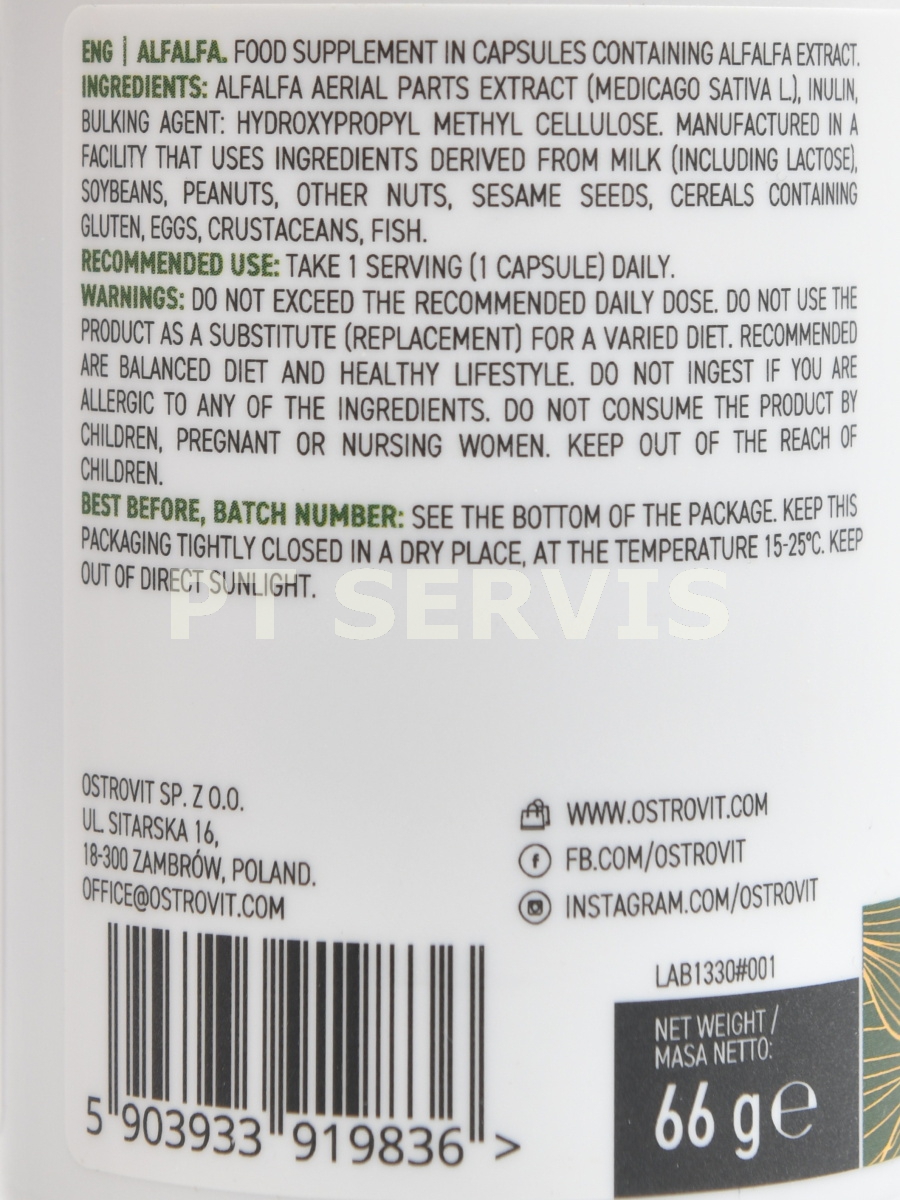 ENG | ALFALFA. FOOD SUPPLEMENT IN CAPSULES CONTAINING ALFALFA EXTRACT.
INGREDIENTS: ALFALFA AERIAL PARTS EXTRACT (MEDICAGO SATIVA L.), INULIN,
BULKING AGENT: HYDROXYPROPYL METHYL CELLULOSE. MANUFACTURED IN A
FACILITY THAT USES INGREDIENTS DERIVED FROM MILK (INCLUDING LACTOSE),
SOYBEANS, PEANUTS, OTHER NUTS, SESAME SEEDS, CEREALS CONTAINING
GLUTEN, EGGS, CRUSTACEANS, FISH.
RECOMMENDED USE: TAKE 1 SERVING (1 CAPSULE) DAILY.
WARNINGS: DO NOT EXCEED THE RECOMMENDED DAILY DOSE. DO NOT USE THE
PRODUCT AS A SUBSTITUTE (REPLACEMENT) FOR A VARIED DIET. RECOMMENDED
ARE BALANCED DIET AND HEALTHY LIFESTYLE. DO NOT INGEST IF YOU ARE
ALLERGIC TO ANY OF THE INGREDIENTS. DO NOT CONSUME THE PRODUCT BY
CHILDREN, PREGNANT OR NURSING WOMEN. KEEP OUT OF THE REACH OF
CHILDREN.
BEST BEFORE, BATCH NUMBER: SEE THE BOTTOM OF THE PACKAGE. KEEP THIS
PACKAGING TIGHTLY CLOSED IN A DRY PLACE, AT THE TEMPERATURE 15-25°C. KEEP
OUT OF DIRECT SUNLIGHT.
PT SERVIS
OSTROVIT SP. Z O.O.
UL. SITARSKA 16,
18-300 ZAMBRÓW, POLAND.
OFFICE@OSTROVIT.COM
WWW.OSTROVIT.COM
FB.COM/OSTROVIT
INSTAGRAM.COM/OSTROVIT
LAB1330#001
NET WEIGHT /
MASA NETTO:
66 g e
5 903933 919836 >